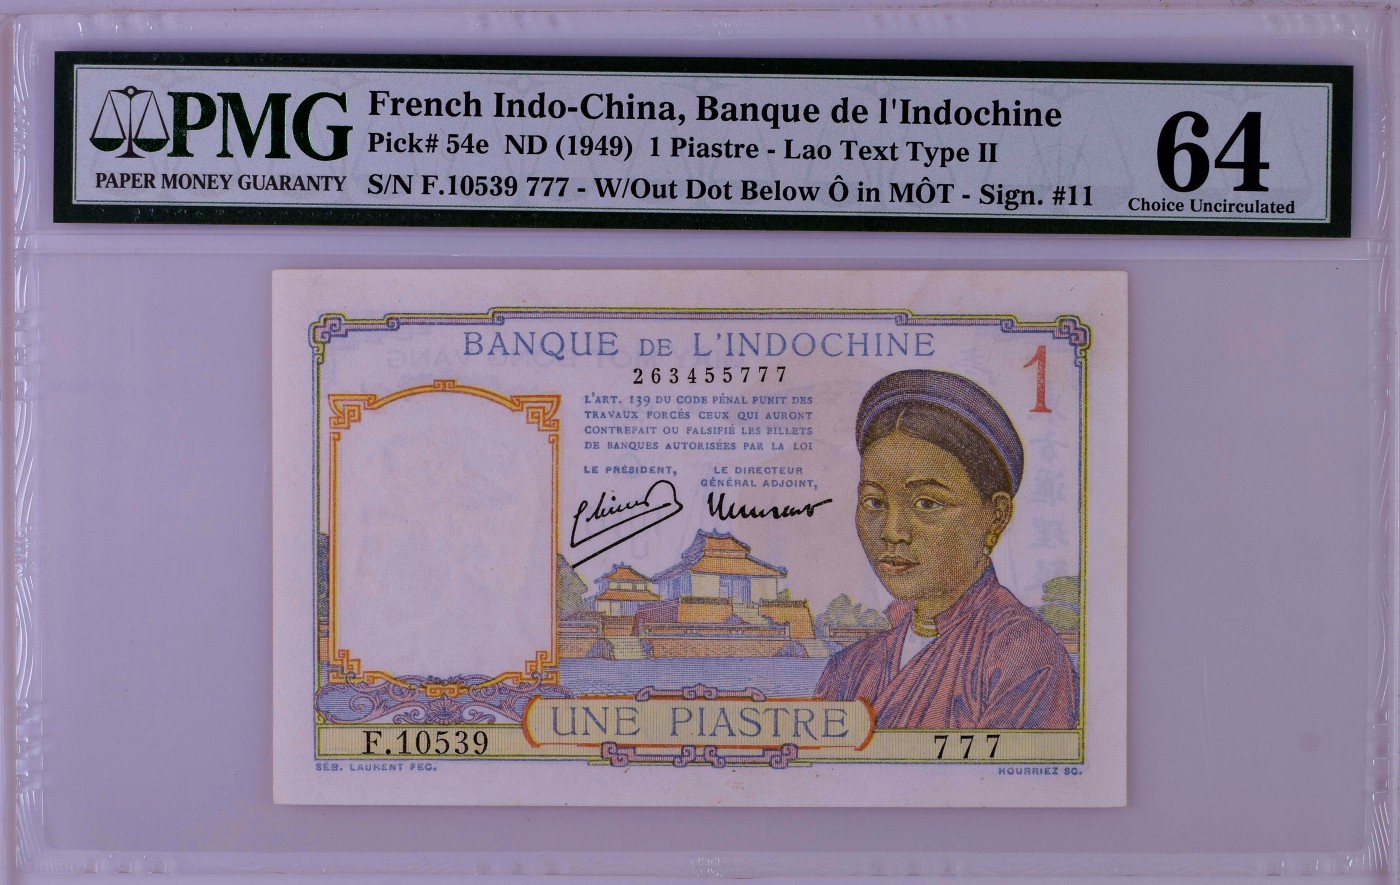 PMG
PAPER MONEY GUARANTY
French Indo-China, Banque de l'Indochine
Pick# 54e ND (1949) 1 Piastre - Lao Text Type II
S/N F.10539 777 - W/Out Dot Below Ô in MÔT - Sign. #11
64
Choice Uncirculated
BANQUE DE L'INDOCHINE
263455777
1
L'ART. 139 DU CODE PÉNAL PUNIT DES
TRAVAUX FORCÉS CEUX QUI AURONT
CONTREFAIT OU FALSIFIÉ LES BILLETS
DE BANQUES AUTORISÉES PAR LA LOI
LE PRÉSIDENT,
LE DIRECTEUR
GÉNÉRAL ADJOINT,
UNE PIASTRE
F.10539
777
SÉB. LAURENT FEC.
HOURRIEZ SC.